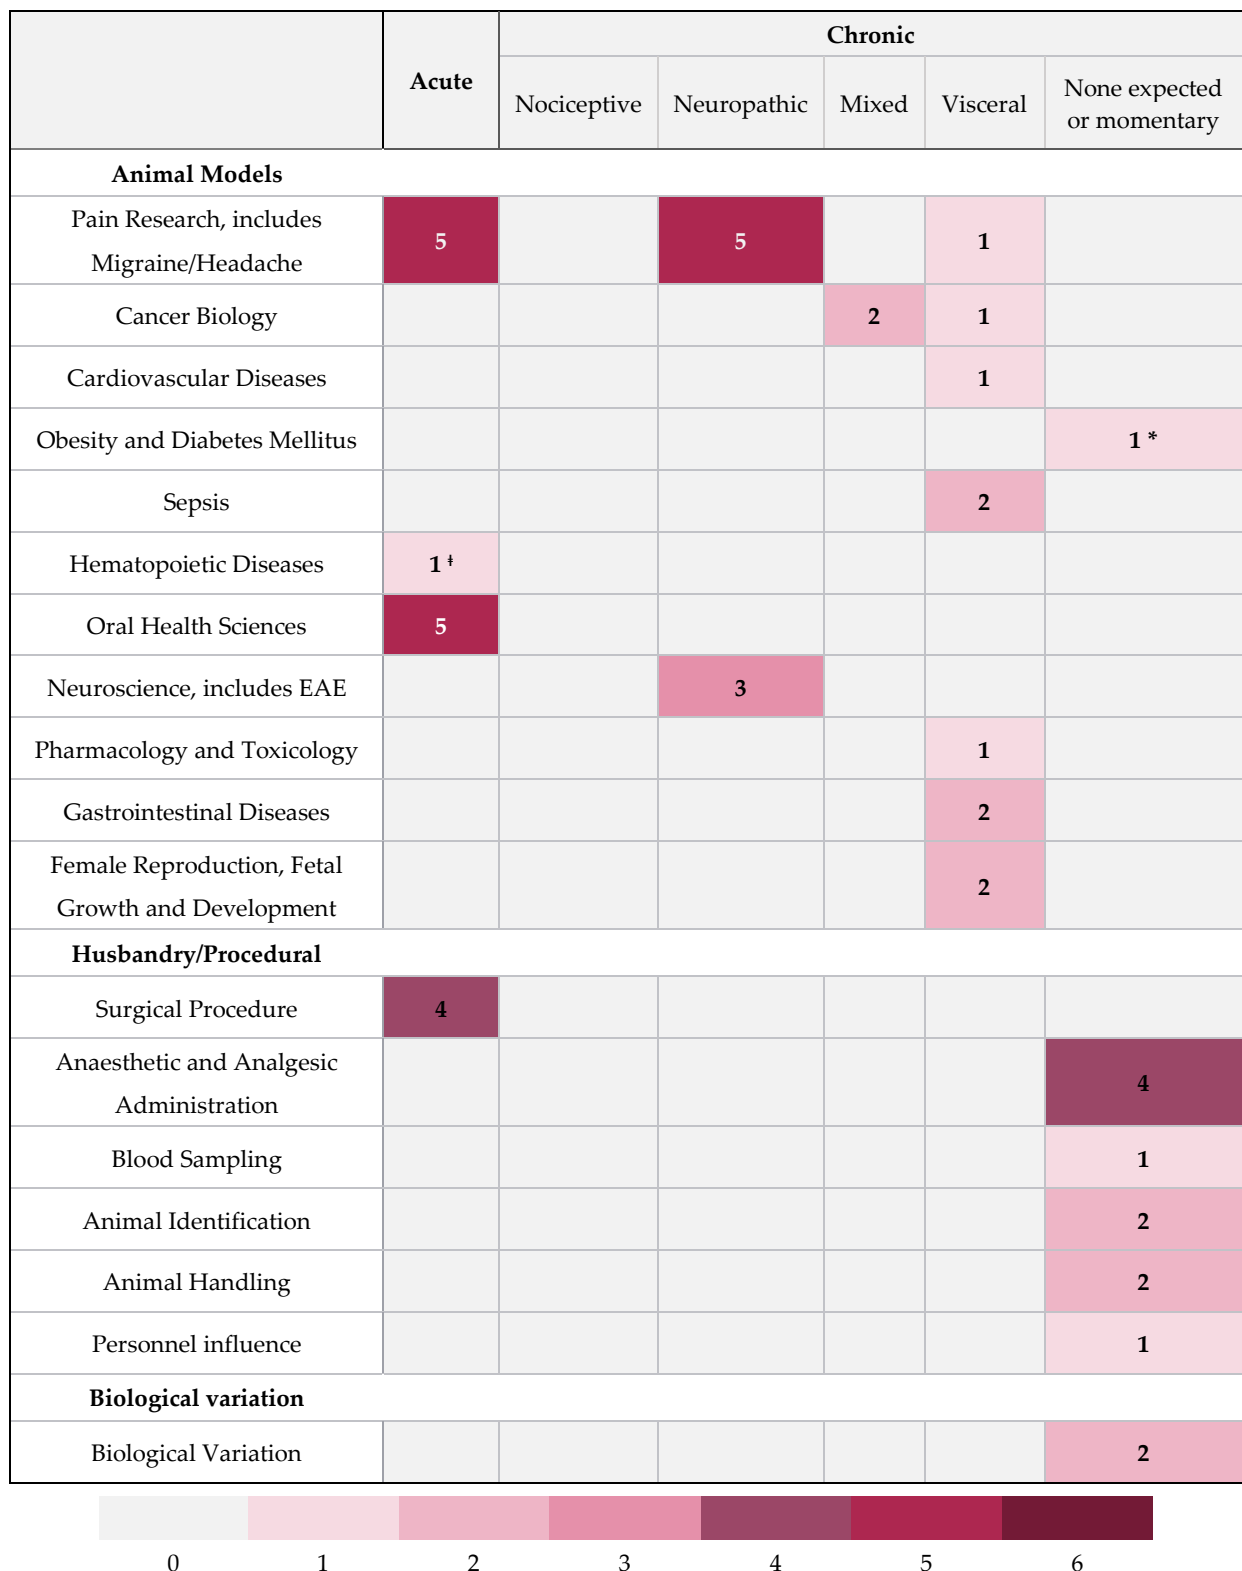 Chronic
Acute
Nociceptive Neuropathic Mixed Visceral None expected
or momentary
Animal Models
Pain Research, includes
Migraine/Headache
5 5 1
Cancer Biology 2 1
Cardiovascular Diseases 1
Obesity and Diabetes Mellitus 1 *
Sepsis 2
Hematopoietic Diseases 1 ǂ
Oral Health Sciences 5
Neuroscience, includes EAE 3
Pharmacology and Toxicology 1
Gastrointestinal Diseases 2
Female Reproduction, Fetal
Growth and Development
2
Husbandry/Procedural
Surgical Procedure 4
Anaesthetic and Analgesic
Administration
4
Blood Sampling 1
Animal Identification 2
Animal Handling 2
Personnel influence 1
Biological variation
Biological Variation 2
0 1 2 3 4 5 6